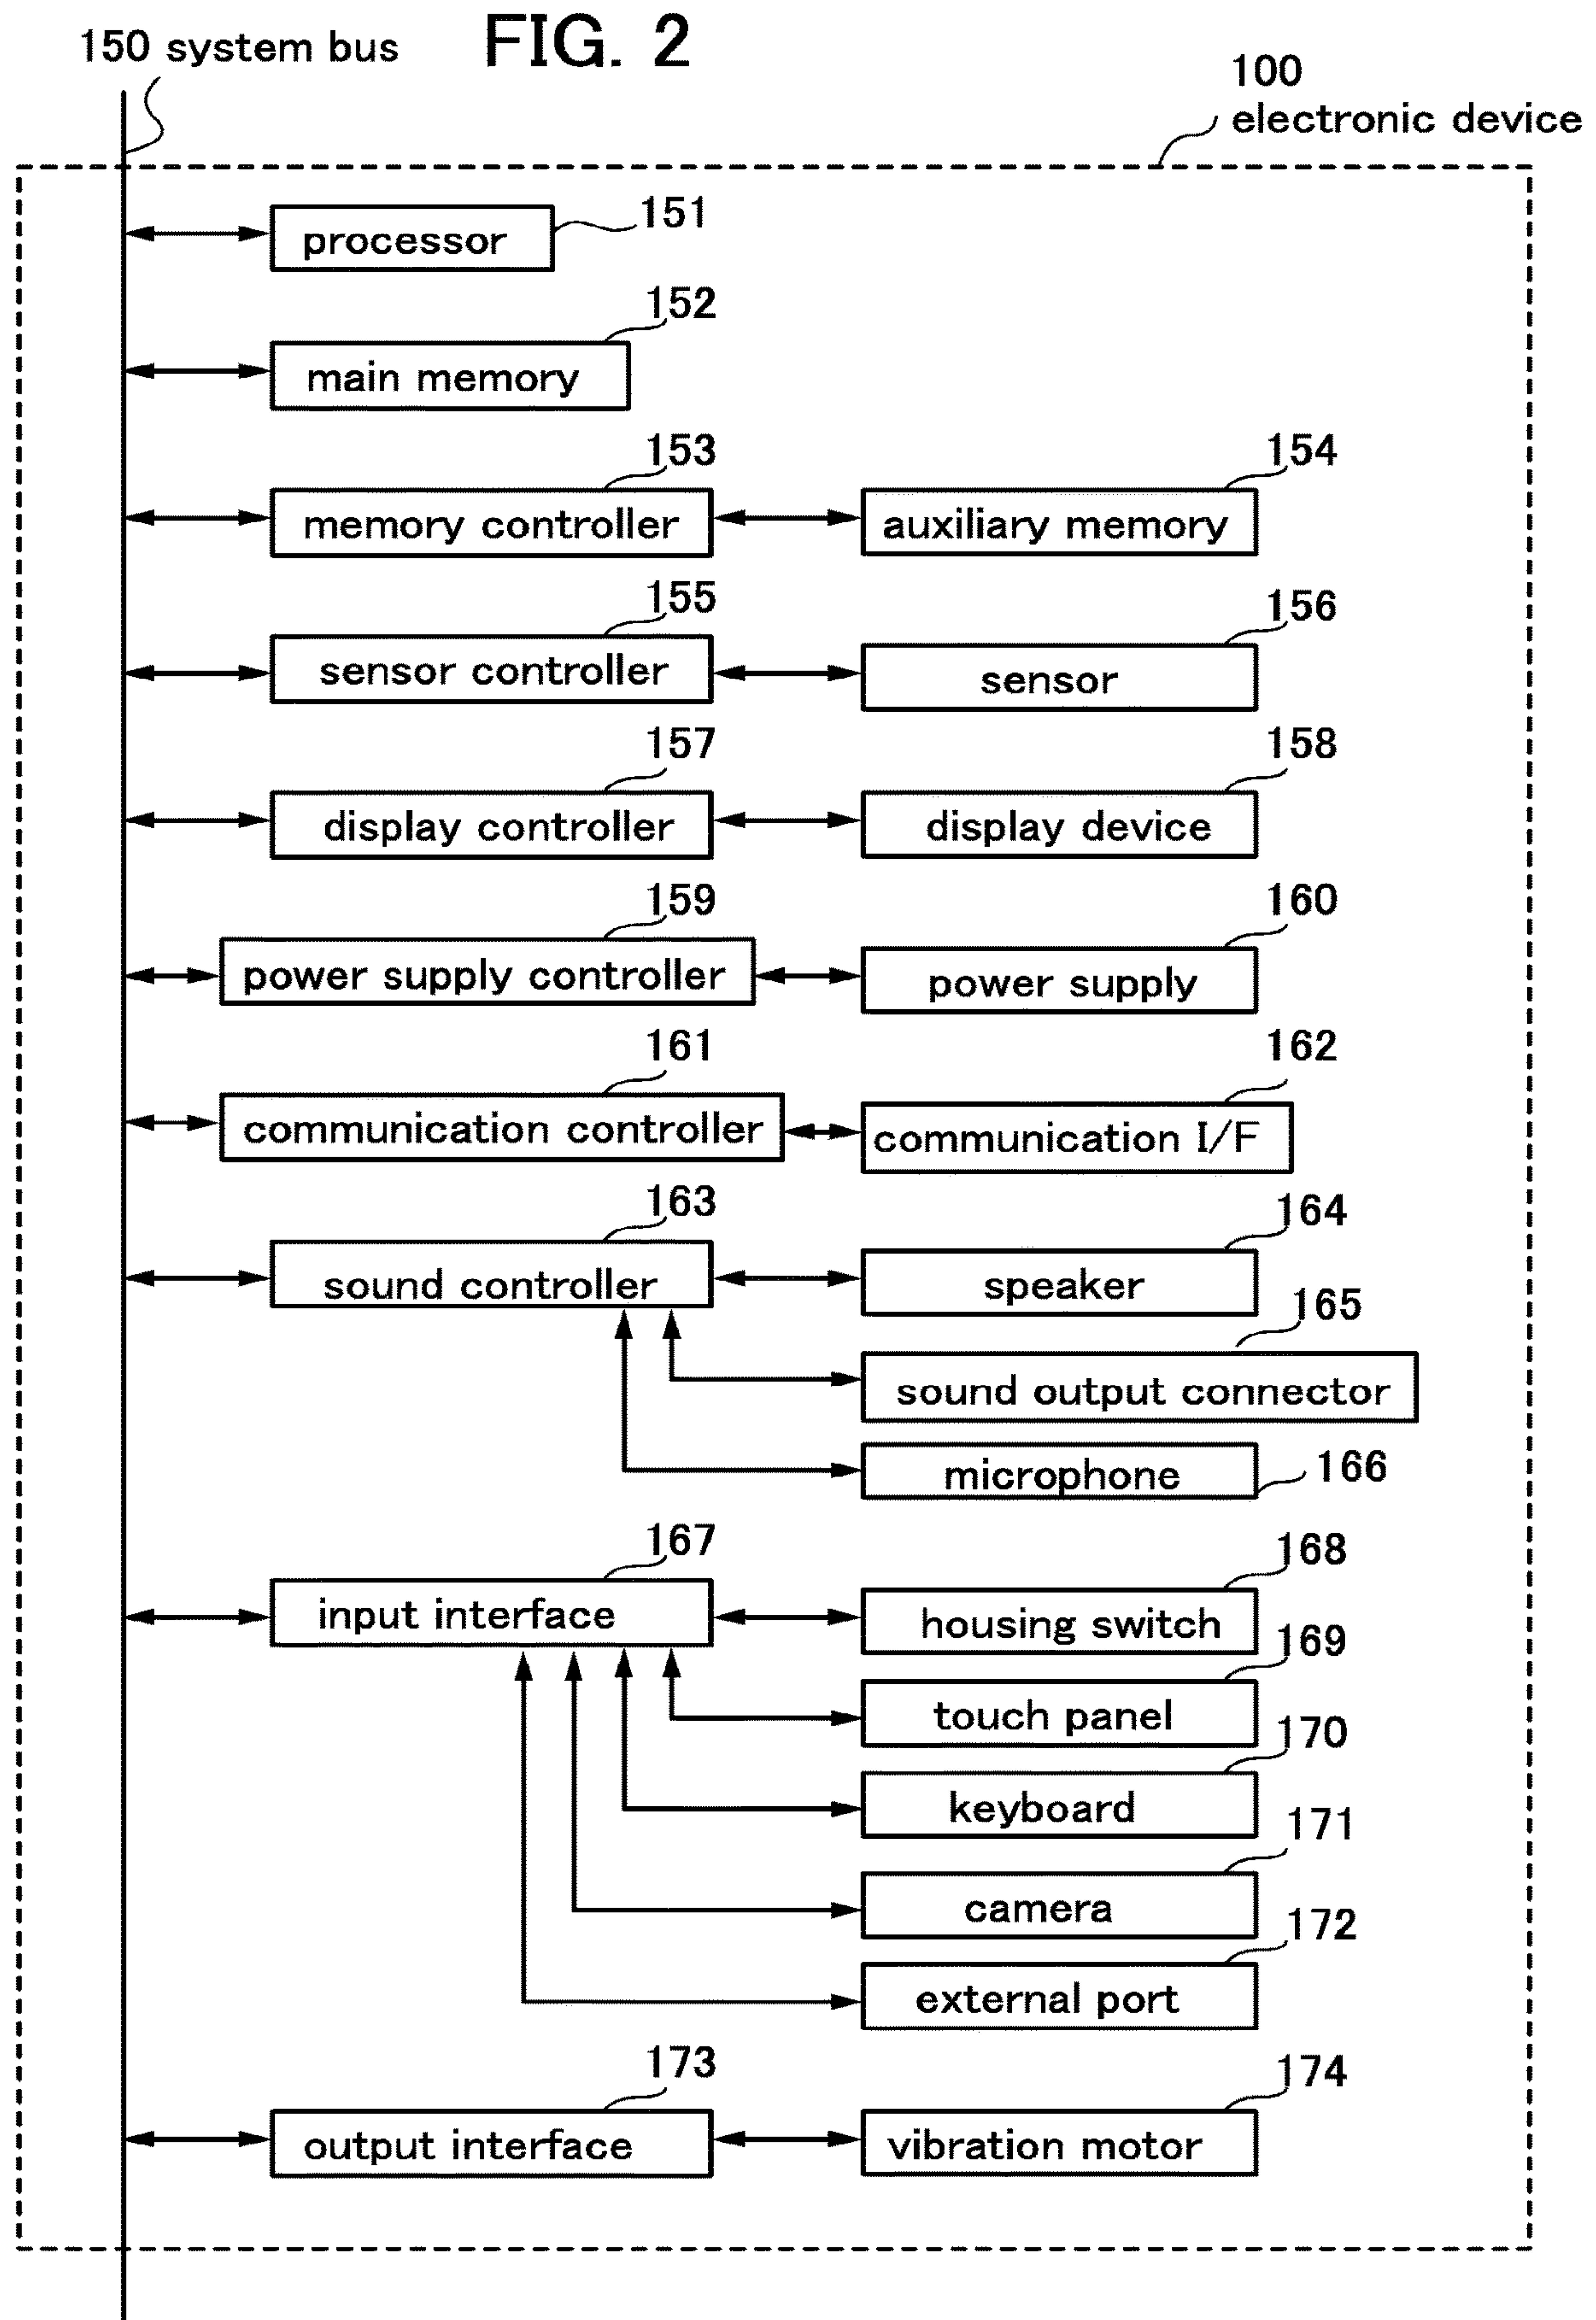 150 system bus
FIG. 2
100
electronic device
151
processor
152
main memory
153
154
memory controller
auxiliary memory
155
156
sensor controller
sensor
157
158
display controller
display device
159
160
power supply controller
power supply
161
162
communication controller
communication I/F
163
164
sound controller
speaker
165
sound output connector
microphone
166
167
168
input interface
housing switch
169
touch panel
170
keyboard
171
camera
172
external port
173
174
output interface
vibration motor